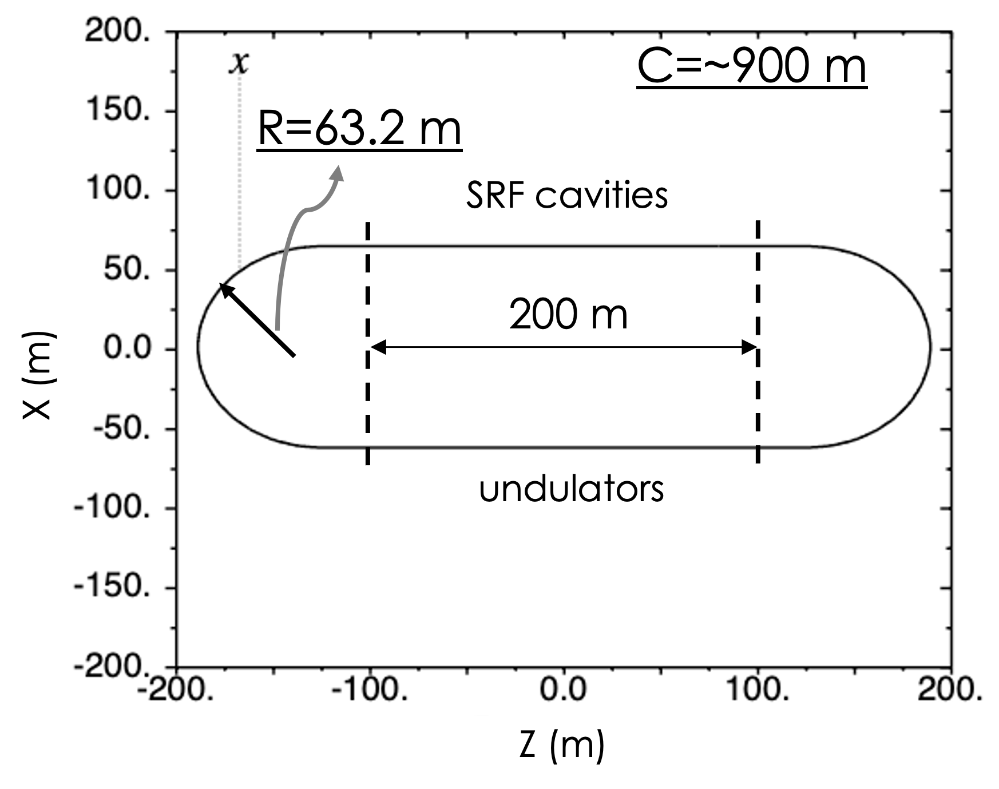 200.
x
C=~900 m
150.
R=63.2 m
100.
SRF cavities
50.
200 m
0.0
X (m)
-50.
undulators
-100.
-150.
-200.
-200. -100. 0.0 100. 200.
Z (m)